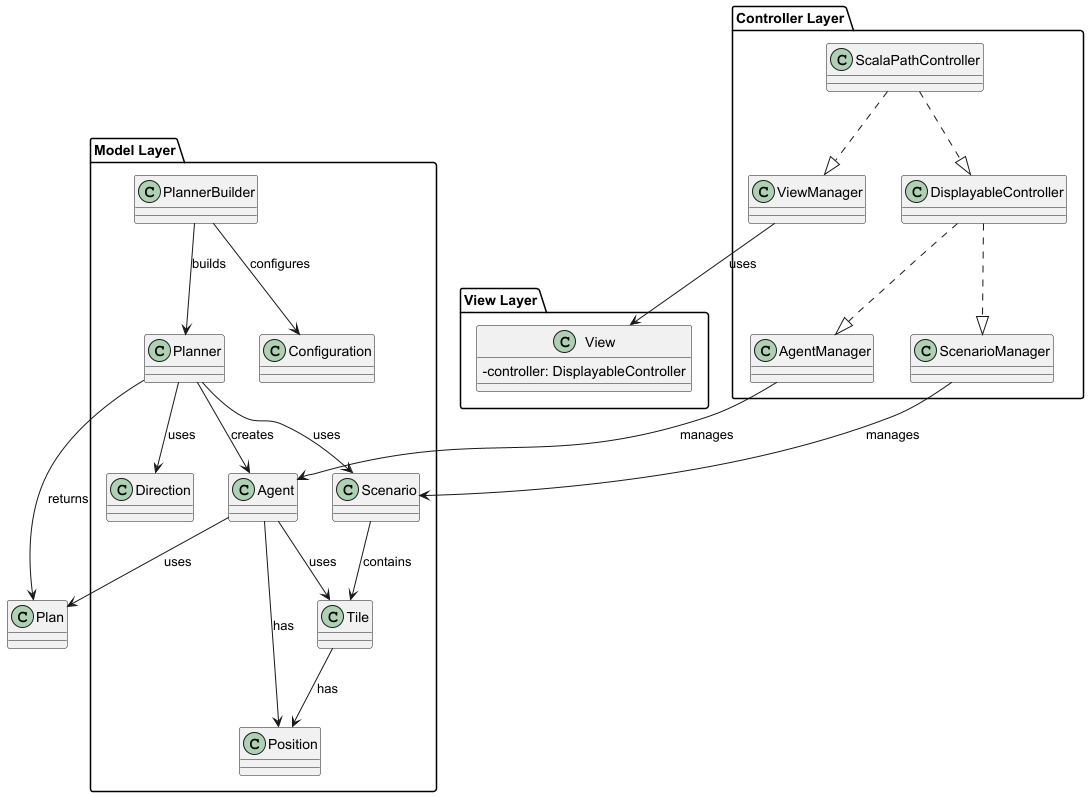 Controller Layer
C ScalaPathController
Model Layer
C PlannerBuilder
C ViewManager
C DisplayableController
builds
configures
uses
View Layer
C Planner
C Configuration
C View
-controller: DisplayableController
C AgentManager
C ScenarioManager
uses
creates
uses
manages
manages
returns
C Direction
C Agent
C Scenario
uses
uses
contains
C Plan
C Tile
has
has
C Position